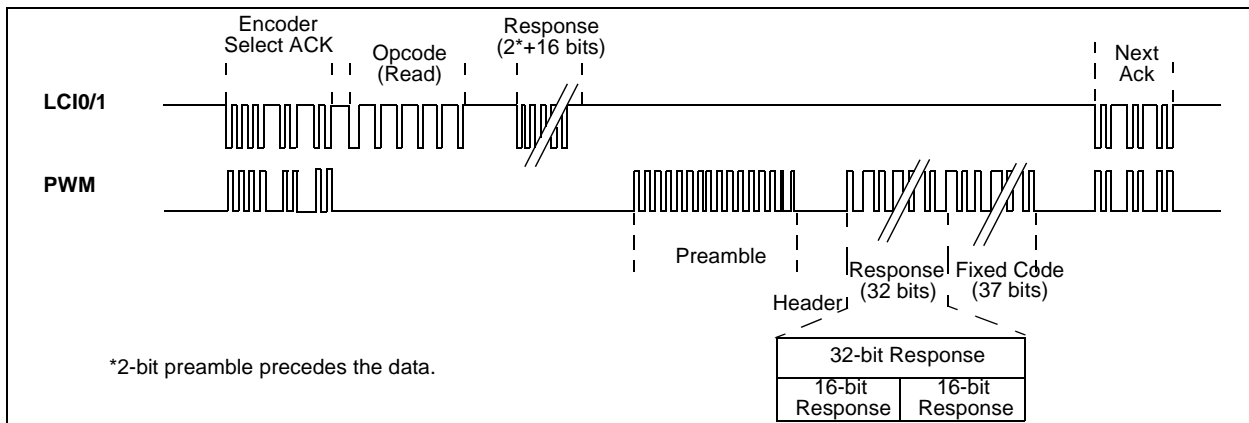 Encoder
Select ACK
Opcode
(Read)
Response
(2*+16 bits)
Next
Ack
LCI0/1
PWM
Preamble
Header
Response
(32 bits)
Fixed Code
(37 bits)
*2-bit preamble precedes the data.
32-bit Response
16-bit
Response
16-bit
Response